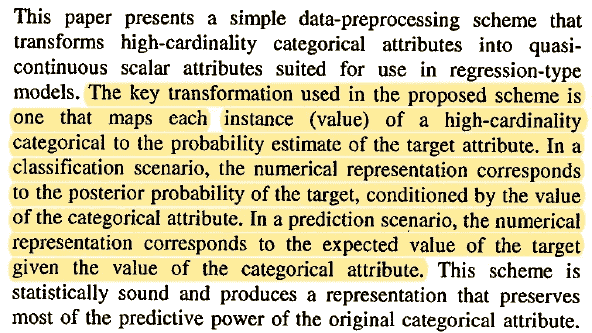 This paper presents a simple data-preprocessing scheme that
transforms high-cardinality categorical attributes into quasi-
continuous scalar attributes suited for use in regression-type
models. The key transformation used in the proposed scheme is
one that maps each instance (value) of a high-cardinality
categorical to the probability estimate of the target attribute. In a
classification scenario, the numerical representation corresponds
to the posterior probability of the target, conditioned by the value
of the categorical attribute. In a prediction scenario, the numerical
representation corresponds to the expected value of the target
given the value of the categorical attribute. This scheme is
statistically sound and produces a representation that preserves
most of the predictive power of the original categorical attribute.